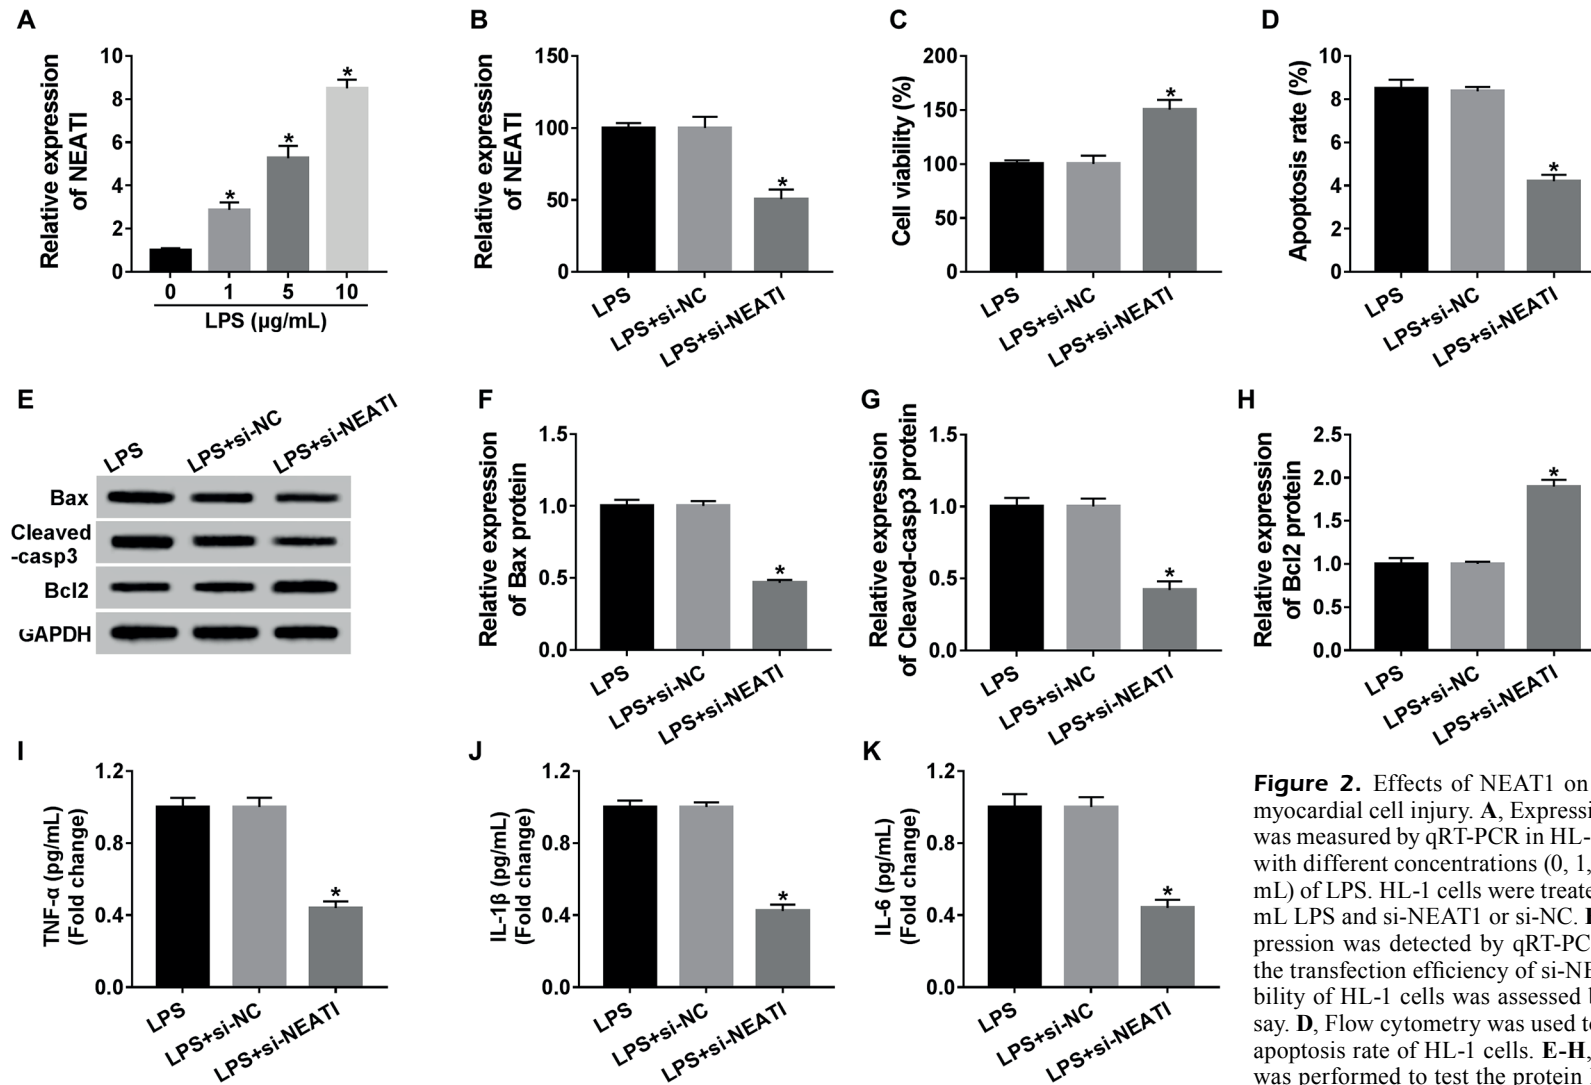 A
Relative expression
of NEATI
10
8
6
4
2
0
*
*
*
0 1 5 10
LPS (µg/mL)
B
Relative expression
of NEATI
150
100
50
0
*
LPS
LPS+si-NC
LPS+si-NEATI
C
Cell viability (%)
200
150
100
50
0
*
LPS
LPS+si-NC
LPS+si-NEATI
D
Apoptosis rate (%)
10
8
6
4
2
0
*
LPS
LPS+si-NC
LPS+si-NEATI
E
LPS
LPS+si-NC
LPS+si-NEATI
Bax
Cleaved
-casp3
Bcl2
GAPDH
F
Relative expression
of Bax protein
1.5
1.0
0.5
0.0
*
LPS
LPS+si-NC
LPS+si-NEATI
G
Relative expression
of Cleaved-casp3 protein
1.5
1.0
0.5
0.0
*
LPS
LPS+si-NC
LPS+si-NEATI
H
Relative expression
of Bcl2 protein
2.5
2.0
1.5
1.0
0.5
0.0
*
LPS
LPS+si-NC
LPS+si-NEATI
I
TNF-α (pg/mL)
(Fold change)
1.2
0.8
0.4
0.0
*
LPS
LPS+si-NC
LPS+si-NEATI
J
IL-1β (pg/mL)
(Fold change)
1.2
0.8
0.4
0.0
*
LPS
LPS+si-NC
LPS+si-NEATI
K
IL-6 (pg/mL)
(Fold change)
1.2
0.8
0.4
0.0
*
LPS
LPS+si-NC
LPS+si-NEATI
Figure 2. Effects of NEAT1 on
myocardial cell injury. A, Expressi
was measured by qRT-PCR in HL-
with different concentrations (0, 1,
mL) of LPS. HL-1 cells were treate
mL LPS and si-NEAT1 or si-NC.
pression was detected by qRT-PC
the transfection efficiency of si-NE
bility of HL-1 cells was assessed
say. D, Flow cytometry was used to
apoptosis rate of HL-1 cells. E-H,
was performed to test the protein